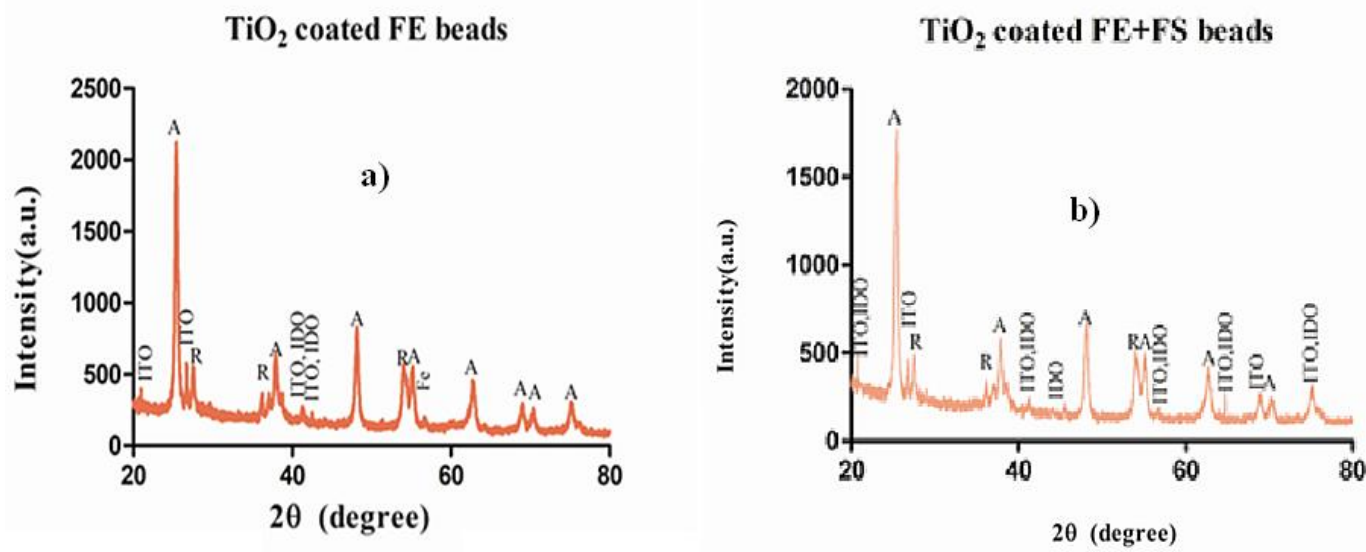 TiO₂ coated FE beads
2500
2000
1500
1000
500
0
Intensity(a.u.)
20
40
60
80
2θ (degree)
a)
ITO
A
ITO
R
R
A
ITO, IDO
ITO, IDO
A
R
A
Fe
A
A
A
A
TiO₂ coated FE+FS beads
2000
1500
1000
500
0
Intensity(a.u.)
20
40
60
80
2θ (degree)
b)
ITO,IDO
A
ITO
R
R
A
ITO,IDO
IDO
A
R
A
ITO,IDO
A
ITO,IDO
ITO
A
ITO,IDO